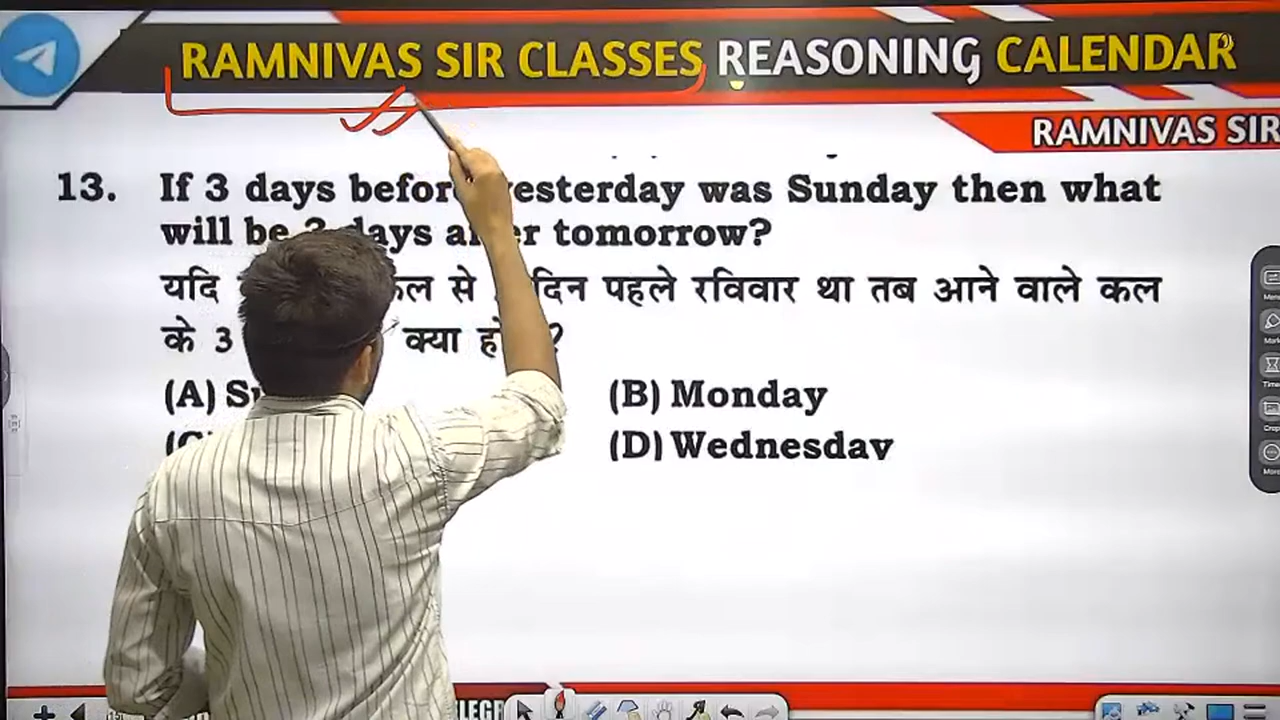 RAMNIVAS SIR CLASSES REASONING CALENDAR
RAMNIVAS SIR
13. If 3 days before yesterday was Sunday then what
will be 3 days after tomorrow?
यदि कल से दिन पहले रविवार था तब आने वाले कल
के 3 क्या
(A)
(B) Monday
(D) Wednesday